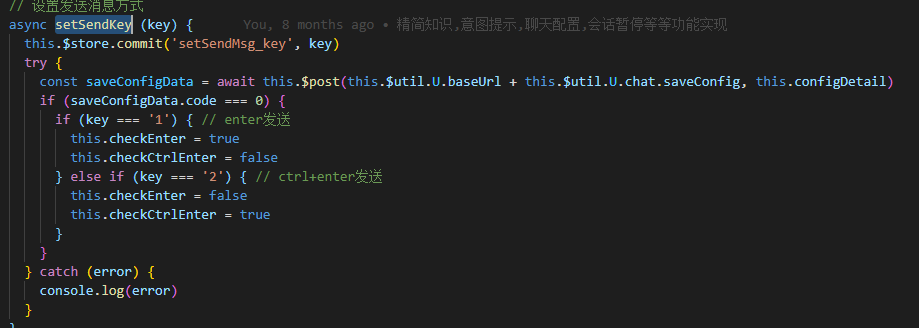 // 设置发送消息方式
async setSendKey (key) { You, 8 months ago • 精简知识,意图提示,聊天配置,会话暂停等等功能实现
this.$store.commit('setSendMsg_key', key)
try {
const saveConfigData = await this.$post(this.$util.U.baseUrl + this.$util.U.chat.saveConfig, this.configDetail)
if (saveConfigData.code === 0) {
if (key === '1') { // enter发送
this.checkEnter = true
this.checkCtrlEnter = false
} else if (key === '2') { // ctrl+enter发送
this.checkEnter = false
this.checkCtrlEnter = true
}
}
} catch (error) {
console.log(error)
}